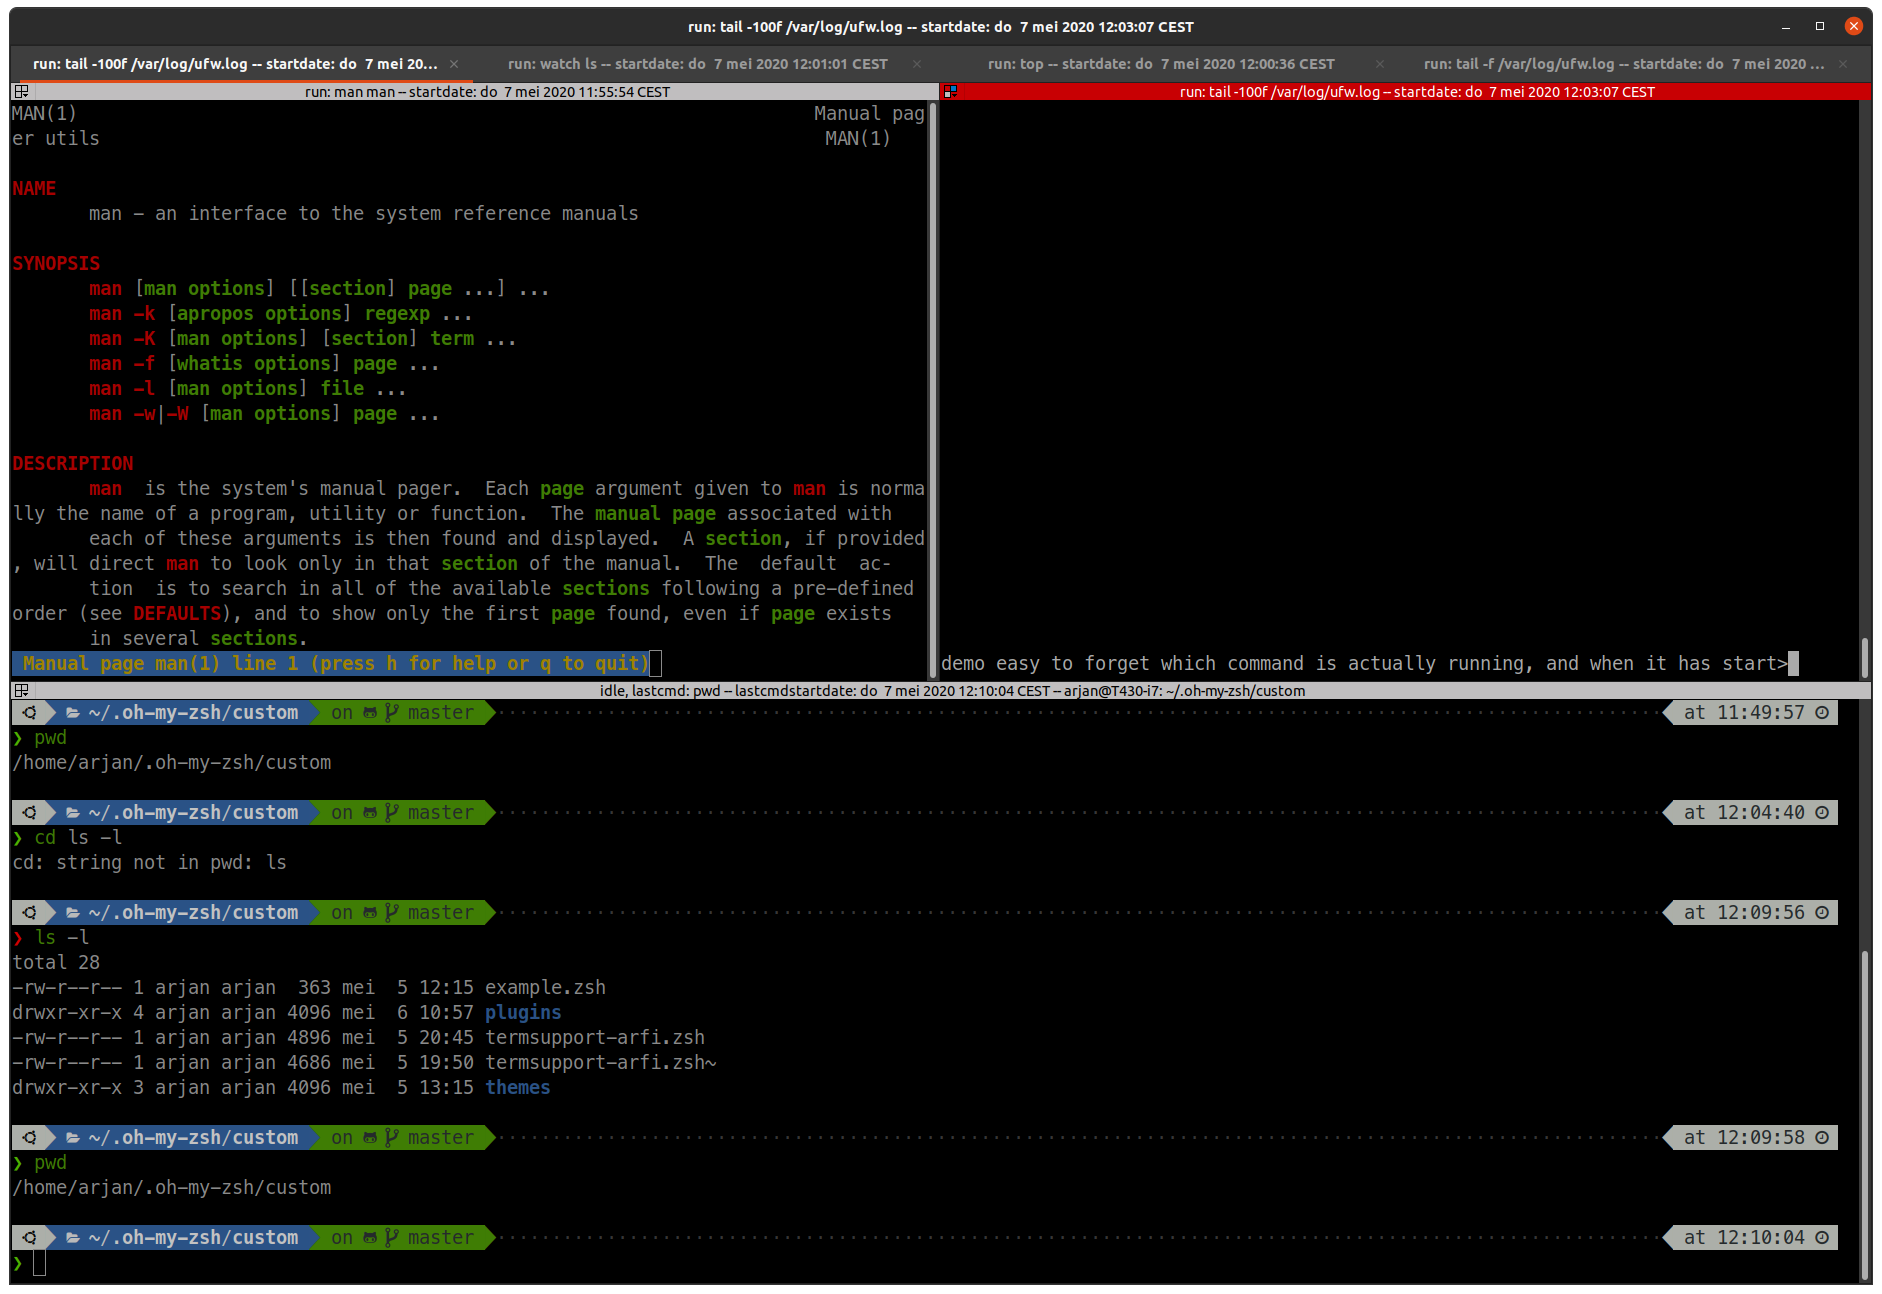 run: tail -100f /var/log/ufw.log -- startdate: do  7 mei 2020 12:03:07 CEST
run: tail -100f /var/log/ufw.log -- startdate: do  7 mei 20...
run: watch ls -- startdate: do  7 mei 2020 12:01:01 CEST
run: top -- startdate: do  7 mei 2020 12:00:36 CEST
run: tail -f /var/log/ufw.log -- startdate: do  7 mei 2020 ...
run: man man -- startdate: do  7 mei 2020 11:55:54 CEST
MAN(1)                                                                   Manual pag
er utils                                                                  MAN(1)
NAME
       man - an interface to the system reference manuals
SYNOPSIS
       man [man options] [[section] page ...] ...
       man -k [apropos options] regexp ...
       man -K [man options] [section] term ...
       man -f [whatis options] page ...
       man -l [man options] file ...
       man -w|-W [man options] page ...
DESCRIPTION
       man  is the system's manual pager.  Each page argument given to man is norma
lly the name of a program, utility or function.  The manual page associated with
       each of these arguments is then found and displayed.  A section, if provided
, will direct man to look only in that section of the manual.  The  default  ac-
       tion  is to search in all of the available sections following a pre-defined
order (see DEFAULTS), and to show only the first page found, even if page exists
       in several sections.
 Manual page man(1) line 1 (press h for help or q to quit)
run: tail -100f /var/log/ufw.log -- startdate: do  7 mei 2020 12:03:07 CEST
demo easy to forget which command is actually running, and when it has start>
idle, lastcmd: pwd -- lastcmdstartdate: do  7 mei 2020 12:10:04 CEST -- arjan@T430-i7: ~/.oh-my-zsh/custom
~/.oh-my-zsh/custom on master at 11:49:57
❯ pwd
/home/arjan/.oh-my-zsh/custom
~/.oh-my-zsh/custom on master at 12:04:40
❯ cd ls -l
cd: string not in pwd: ls
~/.oh-my-zsh/custom on master at 12:09:56
❯ ls -l
total 28
-rw-r--r-- 1 arjan arjan  363 mei  5 12:15 example.zsh
drwxr-xr-x 4 arjan arjan 4096 mei  6 10:57 plugins
-rw-r--r-- 1 arjan arjan 4896 mei  5 20:45 termsupport-arfi.zsh
-rw-r--r-- 1 arjan arjan 4686 mei  5 19:50 termsupport-arfi.zsh~
drwxr-xr-x 3 arjan arjan 4096 mei  5 13:15 themes
~/.oh-my-zsh/custom on master at 12:09:58
❯ pwd
/home/arjan/.oh-my-zsh/custom
~/.oh-my-zsh/custom on master at 12:10:04
❯